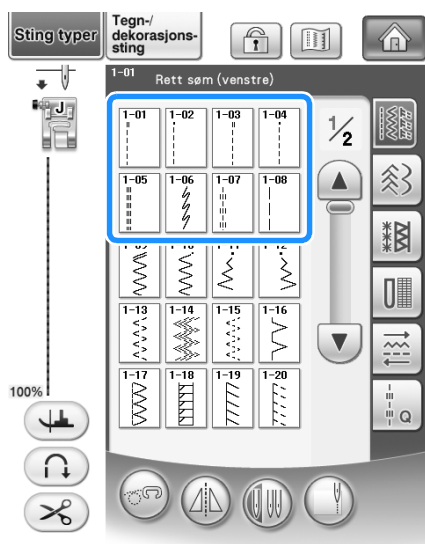 Sting typer
Tegn-/
dekorasjons-
sting
1-01
Rett søm (venstre)
J
1-01 1-02 1-03 1-04
1/2
1-05 1-06 1-07 1-08
1-13 1-14 1-15 1-16
1-17 1-18 1-19 1-20
100%
Q